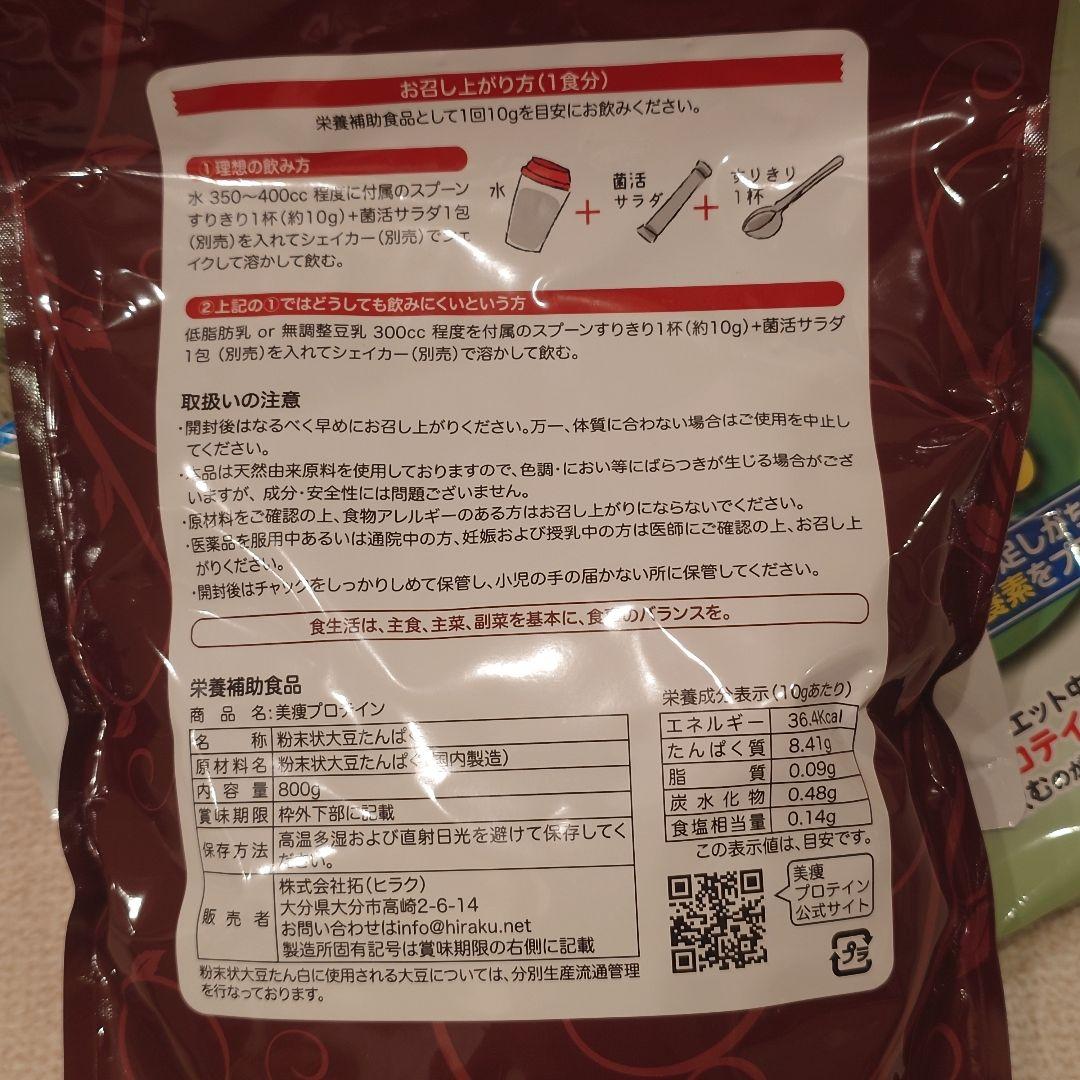 お召し上がり方(1食分)
栄養補助食品として1回10gを目安にお飲みください。
①理想の飲み方
水 350〜400cc 程度に付属のスプーン
すりきり1杯(約10g)+菌活サラダ1包
(別売)を入れてシェイカー(別売)でシェ
イクして溶かして飲む。
水
+
菌活
サラダ
+
すりきり
1杯
②上記の①ではどうしても飲みにくいという方
低脂肪乳 or 無調整豆乳 300cc 程度を付属のスプーンすりきり1杯(約10g)+菌活サラダ
1包 (別売)を入れてシェイカー(別売)で溶かして飲む。
取扱いの注意
・開封後はなるべく早めにお召し上がりください。万一、体質に合わない場合はご使用を中止し
てください。
・本品は天然由来原料を使用しておりますので、色調・におい等にばらつきが生じる場合がござ
いますが、成分・安全性には問題ございません。
・原材料をご確認の上、食物アレルギーのある方はお召し上がりにならないでください。
・医薬品を服用中あるいは通院中の方、妊娠および授乳中の方は医師にご確認の上、お召し上
がりください。
・開封後はチャックをしっかりしめて保管し、小児の手の届かない所に保管してください。
食生活は、主食、主菜、副菜を基本に、食事のバランスを。
栄養補助食品
商品名:美痩プロテイン
名称 粉末状大豆たんぱく
原材料名 粉末状大豆たんぱく(国内製造)
内容量 800g
賞味期限 枠外下部に記載
保存方法 高温多湿および直射日光を避けて保存してく
ださい。
販売者 株式会社拓(ヒラク)
大分県大分市高崎2-6-14
お問い合わせはinfo@hiraku.net
製造所固有記号は賞味期限の右側に記載
粉末状大豆たん白に使用される大豆については、分別生産流通管理
を行なっております。
栄養成分表示(10gあたり)
エネルギー 36.4Kcal
たんぱく質 8.41g
脂質 0.09g
炭水化物 0.48g
食塩相当量 0.14g
この表示値は、目安です。
美痩
プロテイン
公式サイト
プラ
足しがち
素をプ
エット中
ロテイ
むのが